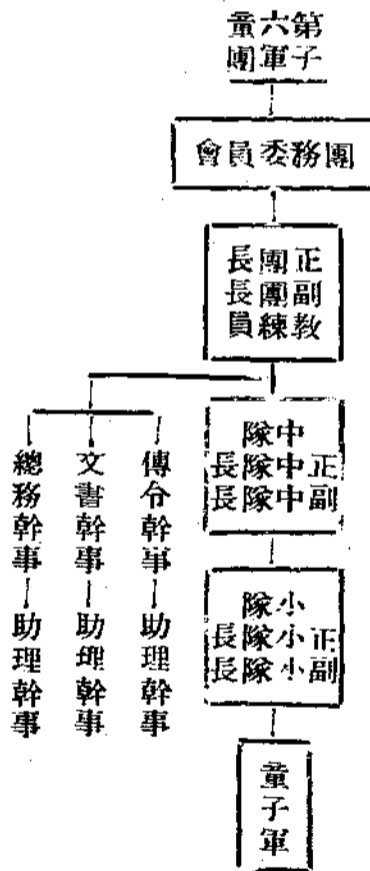 第六童
子軍團
團務委員會
正團長
副團長
教練員
中隊
正中隊長
副中隊長
小隊
正小隊長
副小隊長
童子軍
傳令幹事
助理幹事
文書幹事
助理幹事
總務幹事
助理幹事